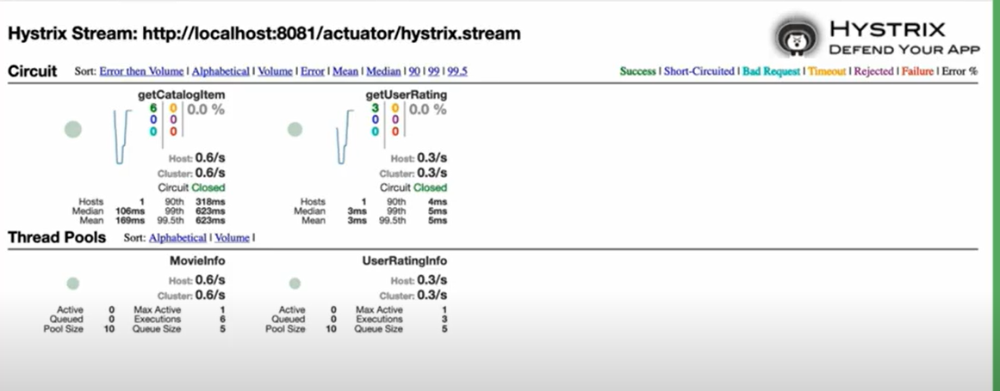 Hystrix Stream: http://localhost:8081/actuator/hystrix.stream
HYSTRIX
DEFEND YOUR APP
Circuit Sort: Error then Volume | Alphabetical | Volume | Error | Mean | Median | 90 | 99 | 99.5
Success | Short-Circuited | Bad Request | Timeout | Rejected | Failure | Error %
getCatalogItem
6 0 0.0 %
0 0
0 0
Host: 0.6/s
Cluster: 0.6/s
Circuit Closed
Hosts 1 90th 318ms
Median 106ms 99th 623ms
Mean 169ms 99.5th 623ms
getUserRating
3 0 0.0 %
0 0
0 0
Host: 0.3/s
Cluster: 0.3/s
Circuit Closed
Hosts 1 90th 4ms
Median 3ms 99th 5ms
Mean 3ms 99.5th 5ms
Thread Pools Sort: Alphabetical | Volume |
MovieInfo
Host: 0.6/s
Cluster: 0.6/s
Active 0 Max Active 1
Queued 0 Executions 6
Pool Size 10 Queue Size 5
UserRatingInfo
Host: 0.3/s
Cluster: 0.3/s
Active 0 Max Active 1
Queued 0 Executions 3
Pool Size 10 Queue Size 5